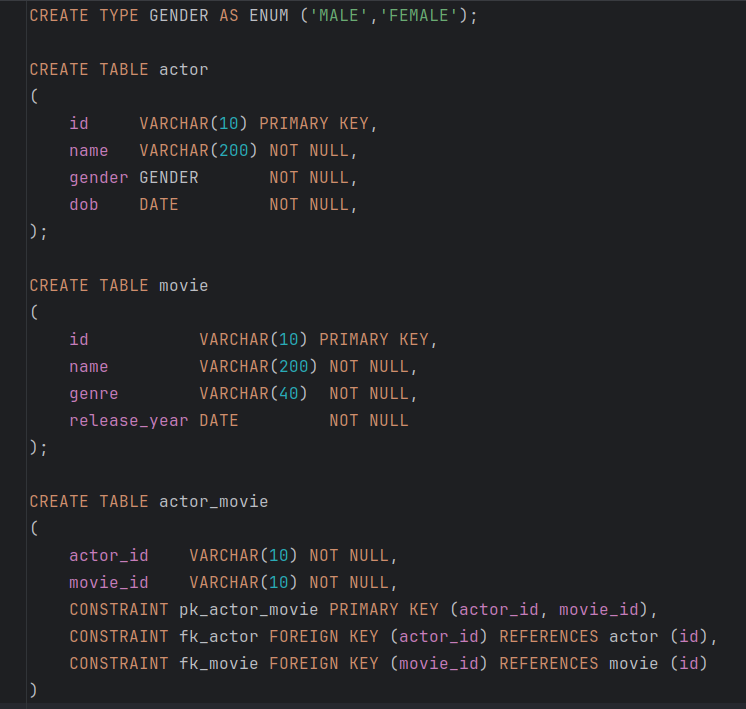 CREATE TYPE GENDER AS ENUM ('MALE','FEMALE');
CREATE TABLE actor
(
    id     VARCHAR(10) PRIMARY KEY,
    name   VARCHAR(200) NOT NULL,
    gender GENDER       NOT NULL,
    dob    DATE         NOT NULL,
);
CREATE TABLE movie
(
    id           VARCHAR(10) PRIMARY KEY,
    name         VARCHAR(200) NOT NULL,
    genre        VARCHAR(40)  NOT NULL,
    release_year DATE         NOT NULL
);
CREATE TABLE actor_movie
(
    actor_id    VARCHAR(10) NOT NULL,
    movie_id    VARCHAR(10) NOT NULL,
    CONSTRAINT pk_actor_movie PRIMARY KEY (actor_id, movie_id),
    CONSTRAINT fk_actor FOREIGN KEY (actor_id) REFERENCES actor (id),
    CONSTRAINT fk_movie FOREIGN KEY (movie_id) REFERENCES movie (id)
)